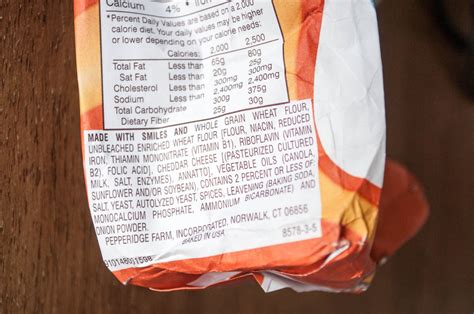 Calcium 4% • Iron
*Percent Daily Values are based on a 2,000
calorie diet. Your daily values may be higher
or lower depending on your calorie needs:
Calories: 2,000 2,500
Total Fat Less than 65g 80g
Sat Fat Less than 20g 25g
Cholesterol Less than 300mg 300mg
Sodium Less than 2,400mg 2,400mg
Total Carbohydrate 300g 375g
Dietary Fiber 25g 30g
MADE WITH SMILES AND WHOLE GRAIN WHEAT FLOUR,
UNBLEACHED ENRICHED WHEAT FLOUR [FLOUR, NIACIN, REDUCED
IRON, THIAMIN MONONITRATE (VITAMIN B1), RIBOFLAVIN (VITAMIN
B2), FOLIC ACID], CHEDDAR CHEESE [(PASTEURIZED CULTURED
MILK, SALT, ENZYMES), ANNATTO], VEGETABLE OILS (CANOLA,
SUNFLOWER AND/OR SOYBEAN), CONTAINS 2 PERCENT OR LESS OF:
SALT, YEAST, AUTOLYZED YEAST, SPICES, LEAVENING (BAKING SODA,
MONOCALCIUM PHOSPHATE, AMMONIUM BICARBONATE) AND
ONION POWDER.
PEPPERIDGE FARM, INCORPORATED, NORWALK, CT 06856
BAKED IN USA 8578-3-5